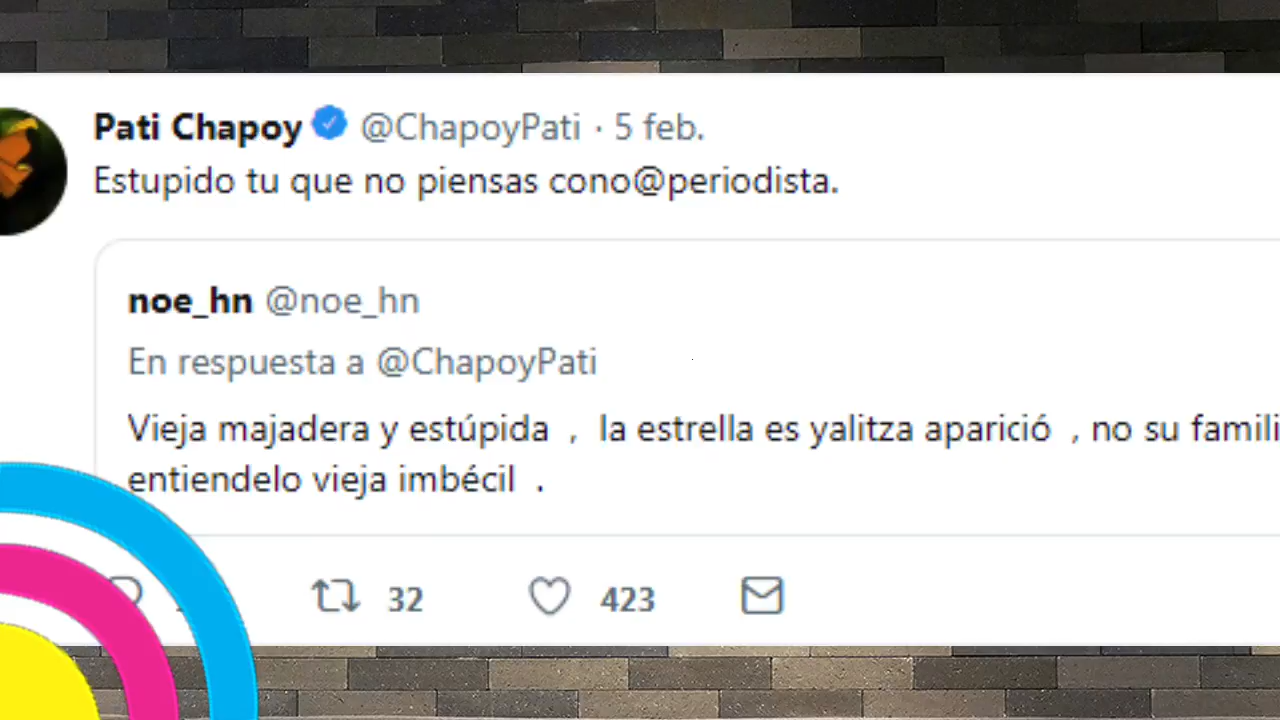 Pati Chapoy @ChapoyPati · 5 feb.
Estupido tu que no piensas cono@periodista.
noe_hn @noe_hn
En respuesta a @ChapoyPati
Vieja majadera y estúpida , la estrella es yalitza aparició , no su famili
entiendelo vieja imbécil .
32 423